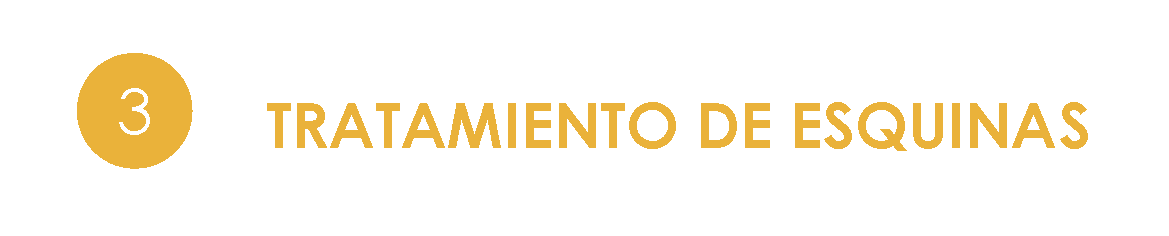 3 TRATAMIENTO DE ESQUINAS